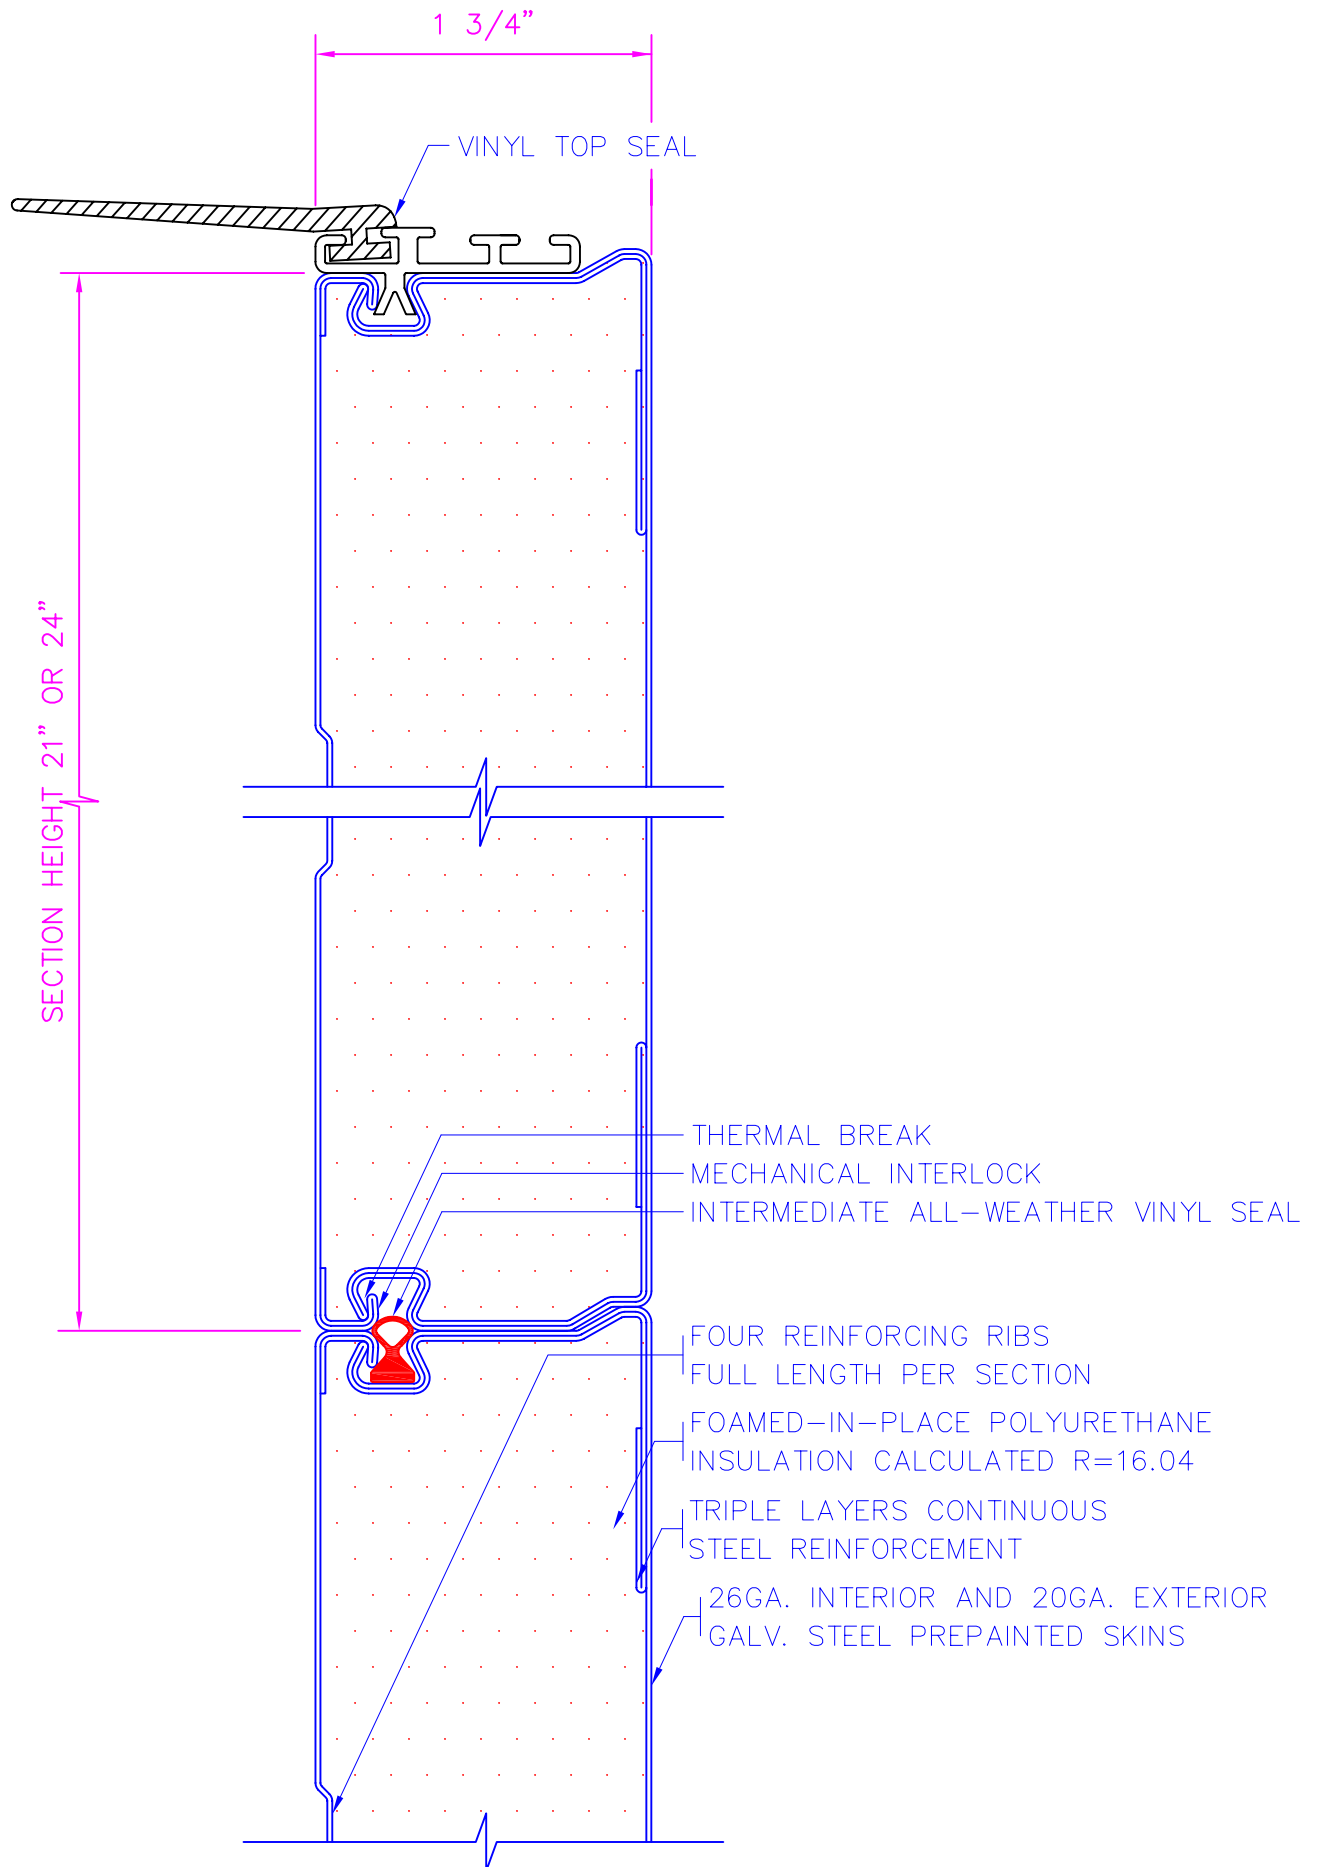 1 3/4”
VINYL TOP SEAL
SECTION HEIGHT 21” OR 24”
THERMAL BREAK
MECHANICAL INTERLOCK
INTERMEDIATE ALL-WEATHER VINYL SEAL
FOUR REINFORCING RIBS
FULL LENGTH PER SECTION
FOAMED-IN-PLACE POLYURETHANE
INSULATION CALCULATED R=16.04
TRIPLE LAYERS CONTINUOUS
STEEL REINFORCEMENT
26GA. INTERIOR AND 20GA. EXTERIOR
GALV. STEEL PREPAINTED SKINS